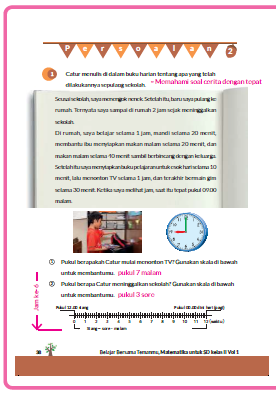 Persoalan 2
1 Catur menulis di dalam buku harian tentang apa yang telah
dilakukannya sepulang sekolah.
- Memahami soal cerita dengan tepat
Seusai sekolah, saya menengok nenek. Setelah itu, baru saya pulang ke
rumah. Ternyata saya sampai di rumah 2 jam sejak meninggalkan
sekolah.
Di rumah, saya belajar selama 1 jam, mandi selama 20 menit,
membantu ibu menyiapkan makan malam selama 20 menit, dan
makan malam selama 40 menit sambil berbincang dengan keluarga.
Setelah itu saya menyiapkan buku pelajaran untuk esok hari selama 10
menit, lalu menonton TV selama 1 jam, dan terakhir bermain gim
selama 30 menit. Ketika saya melihat jam, saat itu tepat pukul 09.00
malam.
① Pukul berapakah Catur mulai menonton TV? Gunakan skala di bawah
untuk membantumu. pukul 7 malam
② Pukul berapa Catur meninggalkan sekolah? Gunakan skala di bawah
untuk membantumu. pukul 3 sore
Jam ke-6
Pukul 12.00 siang
0 1 2 3 4 5 6 7 8 9 10 11 12 (waktu)
Siang - sore - malam
38
Belajar Bersama Temanmu, Matematika untuk SD kelas II Vol 1